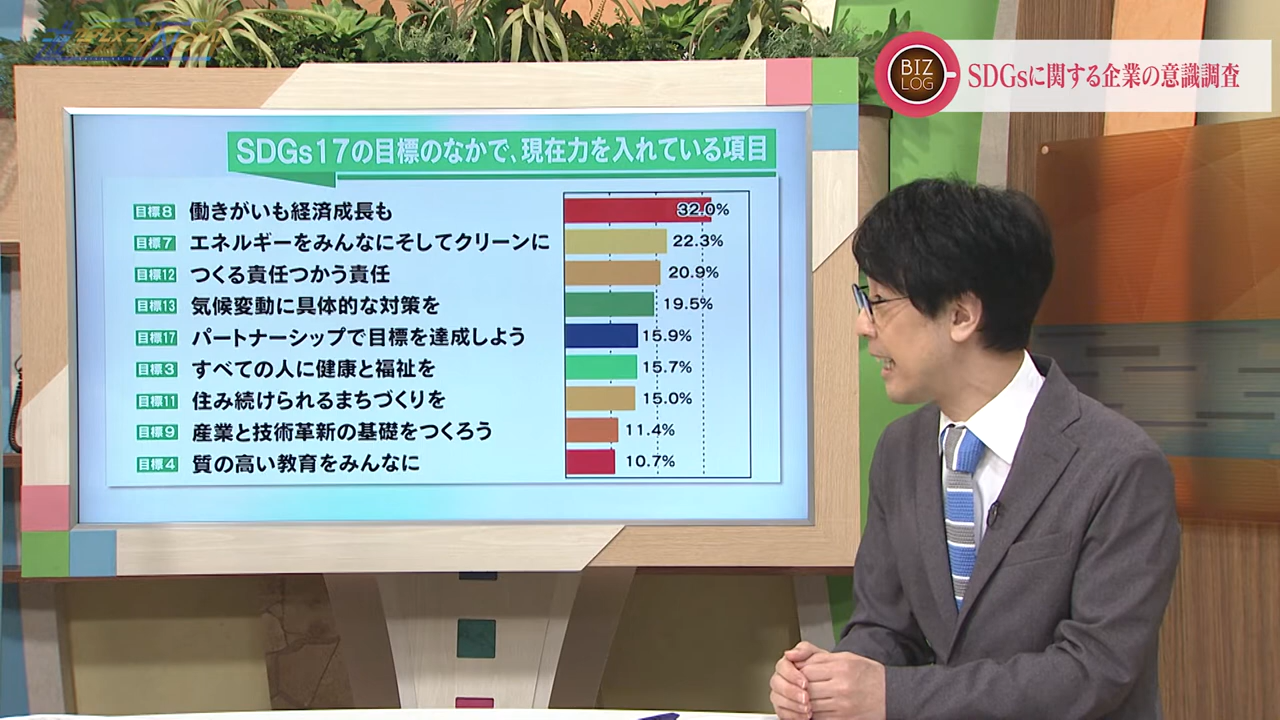 BIZ
LOG
SDGsに関する企業の意識調査
SDGs17の目標のなかで、現在力を入れている項目
目標8 働きがいも経済成長も 32.0%
目標7 エネルギーをみんなにそしてクリーンに 22.3%
目標12 つくる責任つかう責任 20.9%
目標13 気候変動に具体的な対策を 19.5%
目標17 パートナーシップで目標を達成しよう 15.9%
目標3 すべての人に健康と福祉を 15.7%
目標11 住み続けられるまちづくりを 15.0%
目標9 産業と技術革新の基礎をつくろう 11.4%
目標4 質の高い教育をみんなに 10.7%